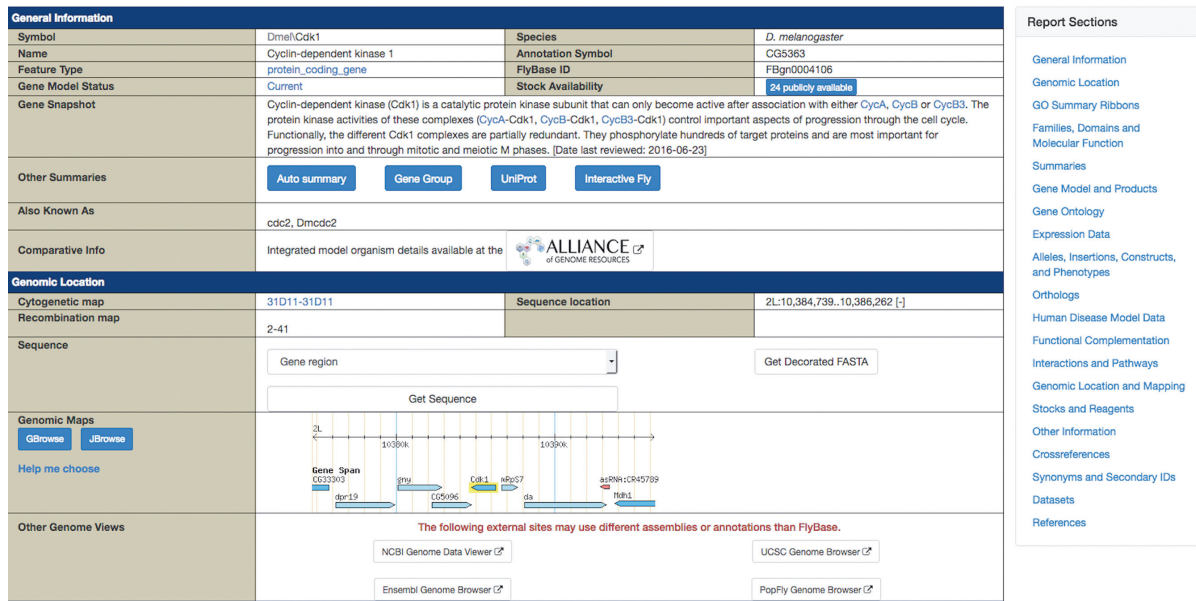 General Information
Symbol Dmel\Cdk1 Species D. melanogaster
Name Cyclin-dependent kinase 1 Annotation Symbol CG5363
Feature Type protein_coding_gene FlyBase ID FBgn0004106
Gene Model Status Current Stock Availability 24 publicly available
Gene Snapshot Cyclin-dependent kinase (Cdk1) is a catalytic protein kinase subunit that can only become active after association with either CycA, CycB or CycB3. The
protein kinase activities of these complexes (CycA-Cdk1, CycB-Cdk1, CycB3-Cdk1) control important aspects of progression through the cell cycle.
Functionally, the different Cdk1 complexes are partially redundant. They phosphorylate hundreds of target proteins and are most important for
progression into and through mitotic and meiotic M phases. [Date last reviewed: 2016-06-23]
Other Summaries Auto summary Gene Group UniProt Interactive Fly
Also Known As
cdc2, Dmcdc2
Comparative Info Integrated model organism details available at the ALLIANCE
of GENOME RESOURCES
Genomic Location
Cytogenetic map 31D11-31D11 Sequence location 2L:10,384,739..10,386,262 [-]
Recombination map
2-41
Sequence
Gene region Get Decorated FASTA
Get Sequence
Genomic Maps
GBrowse JBrowse
Help me choose
2L
10380k 10390k
Gene Span
CG33303 gny Cdk1 mRpS7 asRNA:CR45789
dpr19 CG5096 da Mdh1
Other Genome Views The following external sites may use different assemblies or annotations than FlyBase.
NCBI Genome Data Viewer UCSC Genome Browser
Ensembl Genome Browser PopFly Genome Browser
Report Sections
General Information
Genomic Location
GO Summary Ribbons
Families, Domains and
Molecular Function
Summaries
Gene Model and Products
Gene Ontology
Expression Data
Alleles, Insertions, Constructs,
and Phenotypes
Orthologs
Human Disease Model Data
Functional Complementation
Interactions and Pathways
Genomic Location and Mapping
Stocks and Reagents
Other Information
Crossreferences
Synonyms and Secondary IDs
Datasets
References